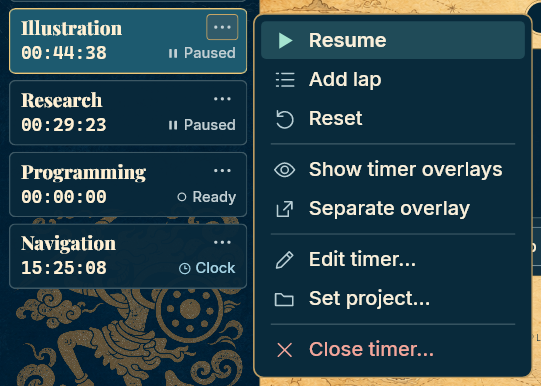 Illustration
00:44:38
Paused
Research
00:29:23
Paused
Programming
00:00:00
Ready
Navigation
15:25:08
Clock
Resume
Add lap
Reset
Show timer overlays
Separate overlay
Edit timer...
Set project...
Close timer...